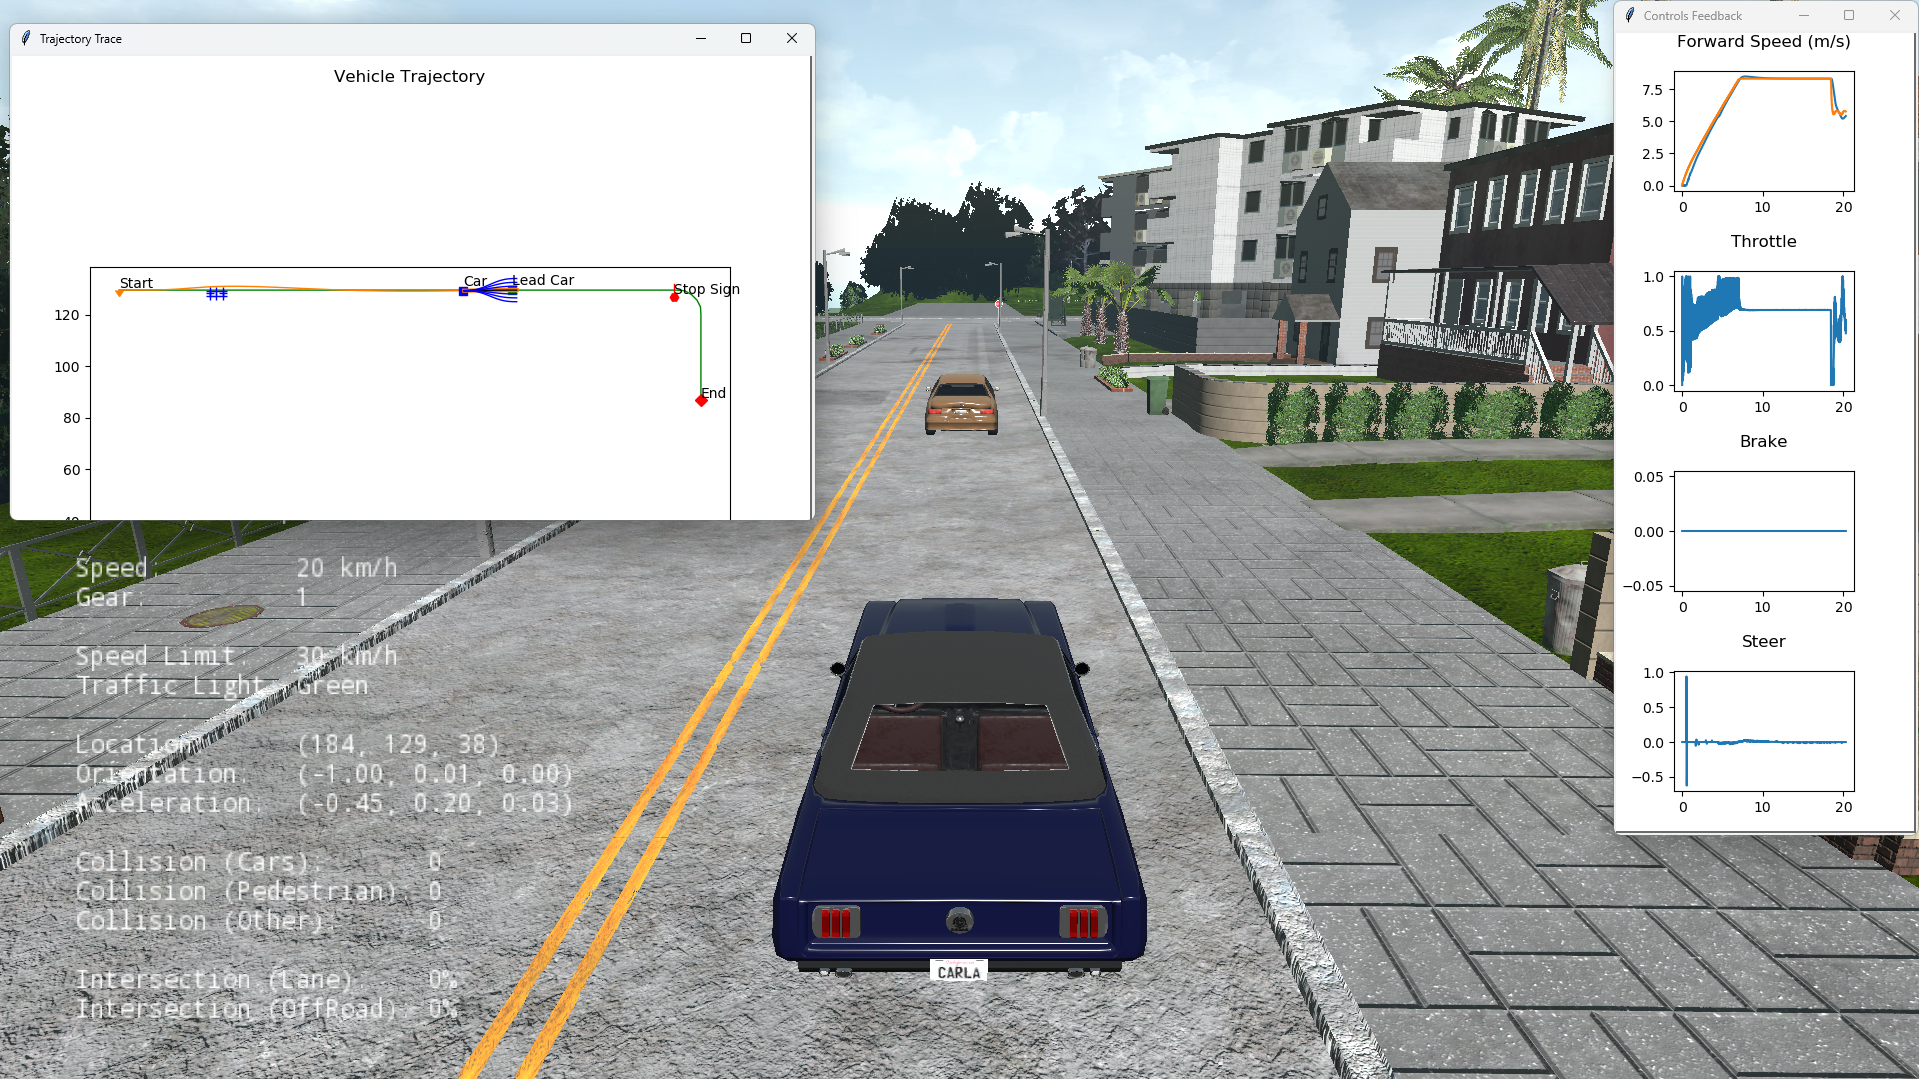 Trajectory Trace
Vehicle Trajectory
Start
Car
Lead Car
Stop Sign
End
120
100
80
60
40
Speed: 20 km/h
Gear: 1
Speed Limit: 30 km/h
Traffic Light: Green
Location: (184, 129, 38)
Orientation: (-1.00, 0.01, 0.00)
Acceleration: (-0.45, 0.20, 0.03)
Collision (Cars): 0
Collision (Pedestrian): 0
Collision (Other): 0
Intersection (Lane): 0%
Intersection (OffRoad): 0%
CARLA
Controls Feedback
Forward Speed (m/s)
7.5
5.0
2.5
0.0
0 10 20
Throttle
1.0
0.5
0.0
0 10 20
Brake
0.05
0.00
−0.05
0 10 20
Steer
1.0
0.5
0.0
−0.5
0 10 20